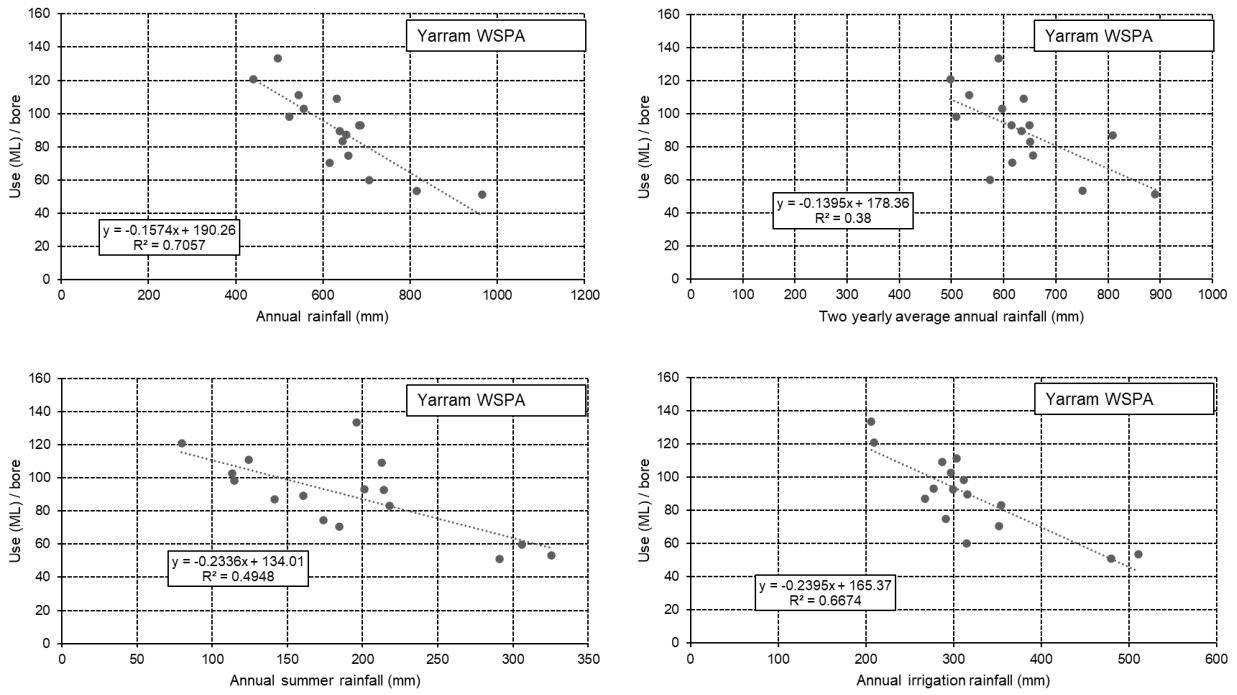 Yarram WSPA
160
140
120
100
80
60
40
20
0
Use (ML) / bore
y = -0.1574x + 190.26
R² = 0.7057
0 200 400 600 800 1000 1200
Annual rainfall (mm)
Yarram WSPA
160
140
120
100
80
60
40
20
0
Use (ML) / bore
y = -0.1395x + 178.36
R² = 0.38
0 100 200 300 400 500 600 700 800 900 1000
Two yearly average annual rainfall (mm)
Yarram WSPA
160
140
120
100
80
60
40
20
0
Use (ML) / bore
y = -0.2336x + 134.01
R² = 0.4948
0 50 100 150 200 250 300 350
Annual summer rainfall (mm)
Yarram WSPA
160
140
120
100
80
60
40
20
0
Use (ML) / bore
y = -0.2395x + 165.37
R² = 0.6674
0 100 200 300 400 500 600
Annual irrigation rainfall (mm)